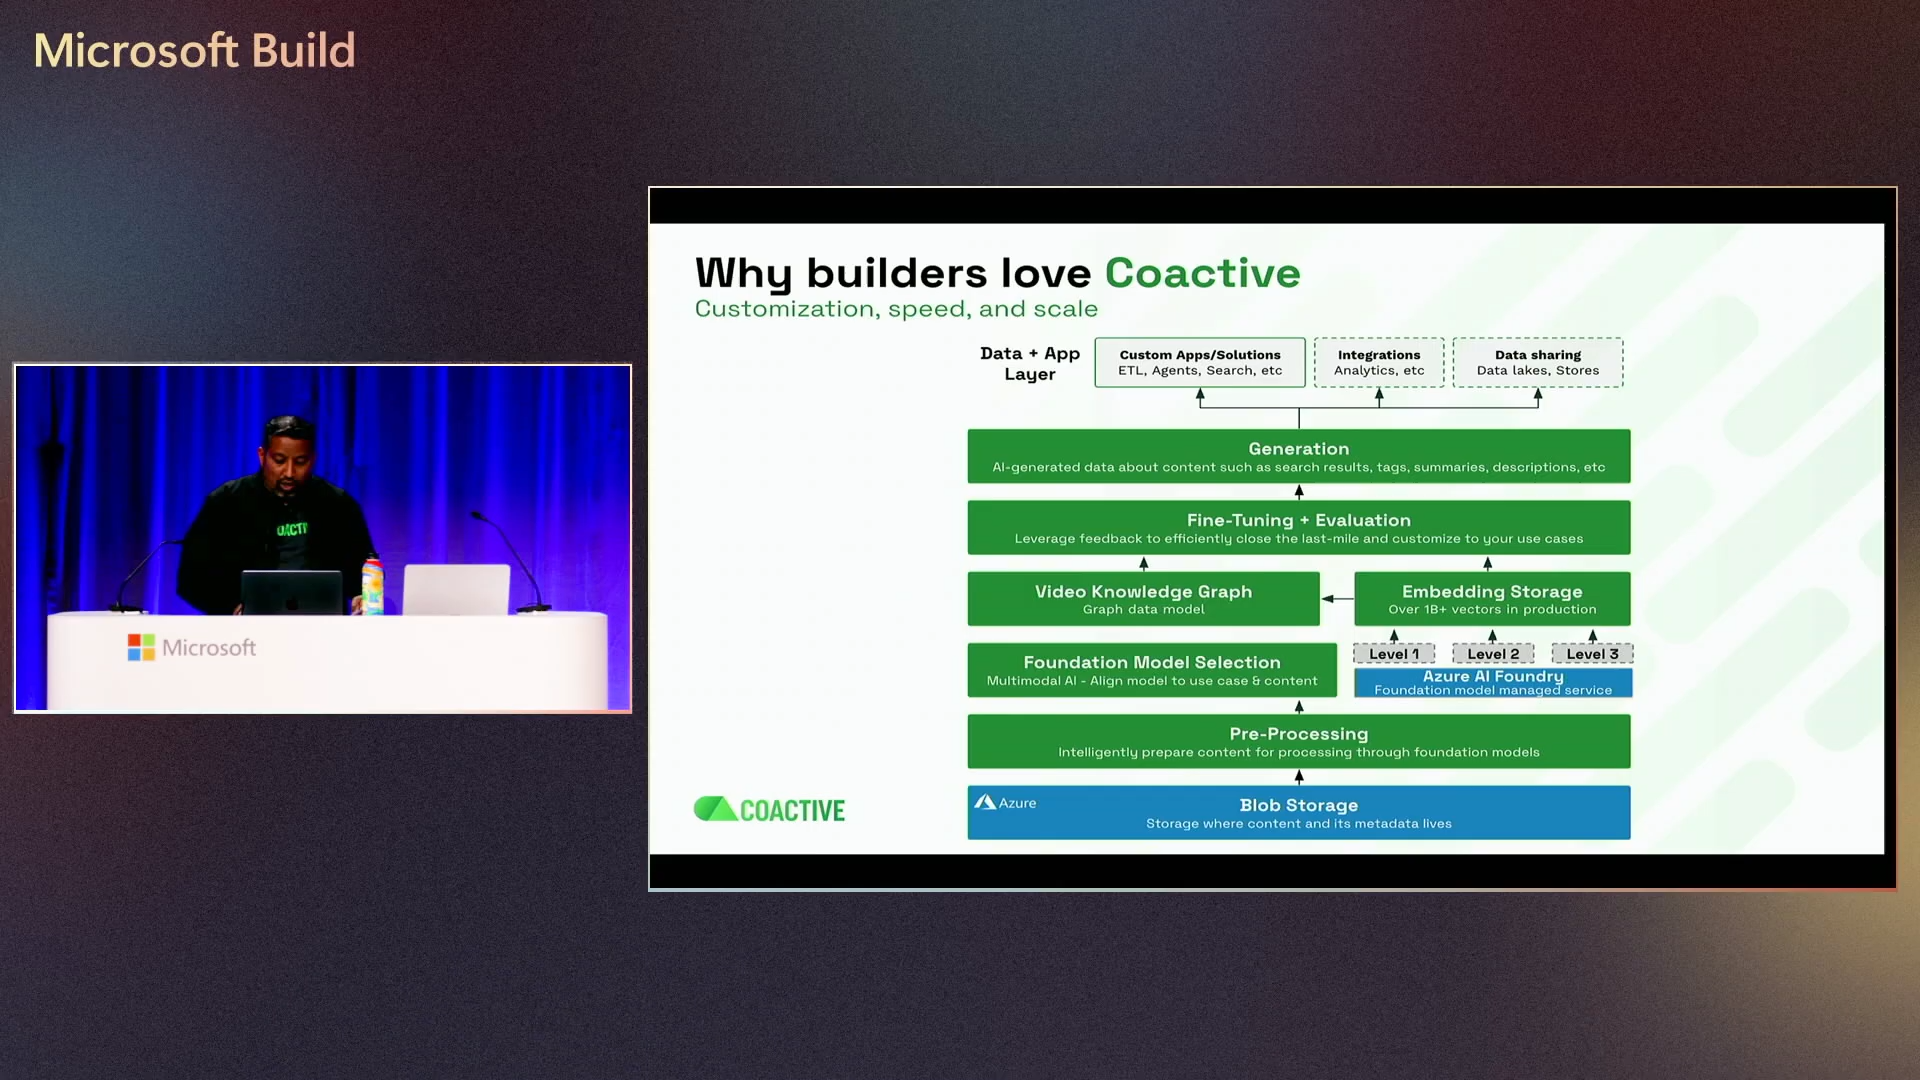 Microsoft Build
Why builders love Coactive
Customization, speed, and scale
Data + App
Layer
Custom Apps/Solutions
ETL, Agents, Search, etc
Integrations
Analytics, etc
Data sharing
Data lakes, Stores
Generation
AI-generated data about content such as search results, tags, summaries, descriptions, etc
Fine-Tuning + Evaluation
Leverage feedback to efficiently close the last-mile and customize to your use cases
Video Knowledge Graph
Graph data model
Embedding Storage
Over 1B+ vectors in production
Level 1
Level 2
Level 3
Foundation Model Selection
Multimodal AI - Align model to use case & content
Azure AI Foundry
Foundation model managed service
Pre-Processing
Intelligently prepare content for processing through foundation models
Azure
Blob Storage
Storage where content and its metadata lives
COACTIVE
OACTI
Microsoft